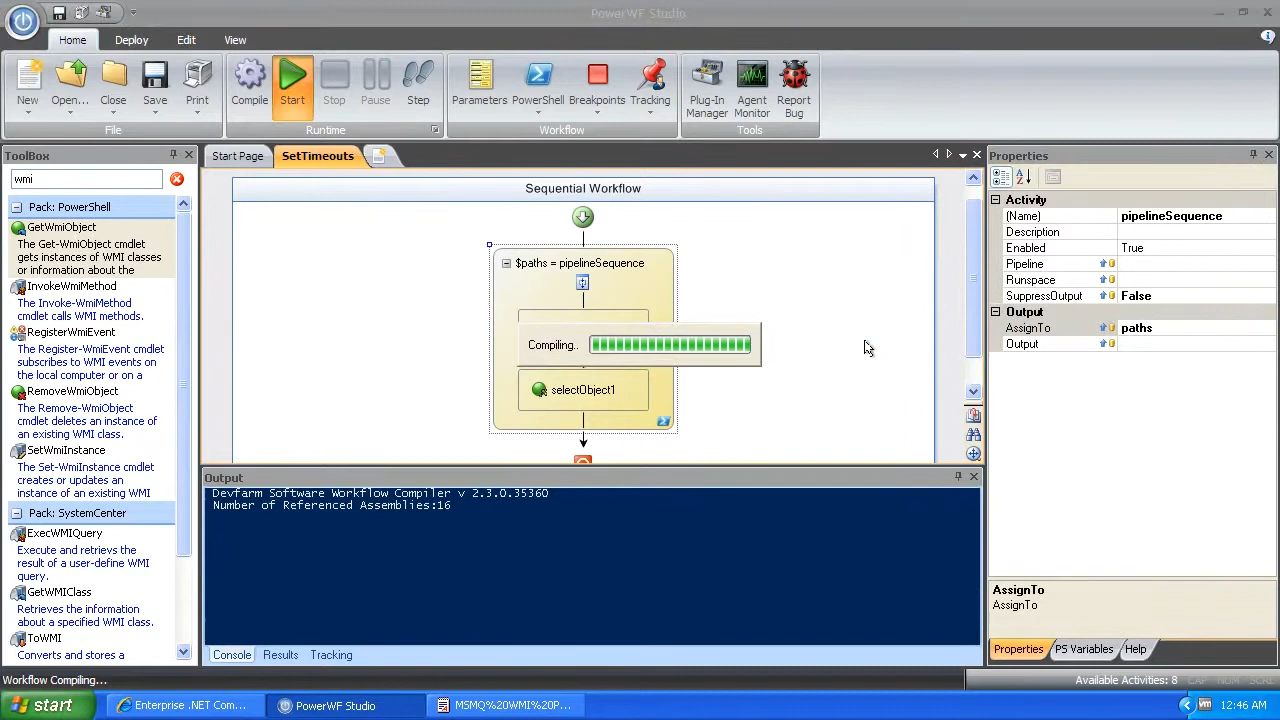 PowerWF Studio
Home
Deploy
Edit
View
New
Open...
Close
Save
Print
File
Compile
Start
Stop
Pause
Step
Runtime
Parameters
PowerShell
Breakpoints
Tracking
Workflow
Plug-In
Manager
Agent
Monitor
Report
Bug
Tools
ToolBox
wmi
Pack: PowerShell
GetWmiObject
The Get-WmiObject cmdlet
gets instances of WMI classes
or information about the
InvokeWmiMethod
The Invoke-WmiMethod
cmdlet calls WMI methods.
RegisterWmiEvent
The Register-WmiEvent cmdlet
subscribes to WMI events on
the local computer or on a
RemoveWmiObject
The Remove-WmiObject
cmdlet deletes an instance of
an existing WMI class.
SetWmiInstance
The Set-WmiInstance cmdlet
creates or updates an
instance of an existing WMI
Pack: SystemCenter
ExecWMIQuery
Execute and retrievs the
result of a user-define WMI
query.
GetWMIClass
Retrieves the information
about a specified WMI class.
ToWMI
Converts and stores a
Start Page
SetTimeouts
Sequential Workflow
$paths = pipelineSequence
Compiling..
selectObject1
Output
Devfarm Software Workflow Compiler v 2.3.0.35360
Number of Referenced Assemblies:16
Console
Results
Tracking
Properties
Activity
(Name)
pipelineSequence
Description
Enabled
True
Pipeline
Runspace
SuppressOutput
False
Output
AssignTo
paths
Output
AssignTo
AssignTo
Properties
PS Variables
Help
Workflow Compiling...
Available Activities: 8
CAP
NUM
SCRL
start
Enterprise .NET Com...
PowerWF Studio
MSMQ%20WMI%20P...
12:46 AM